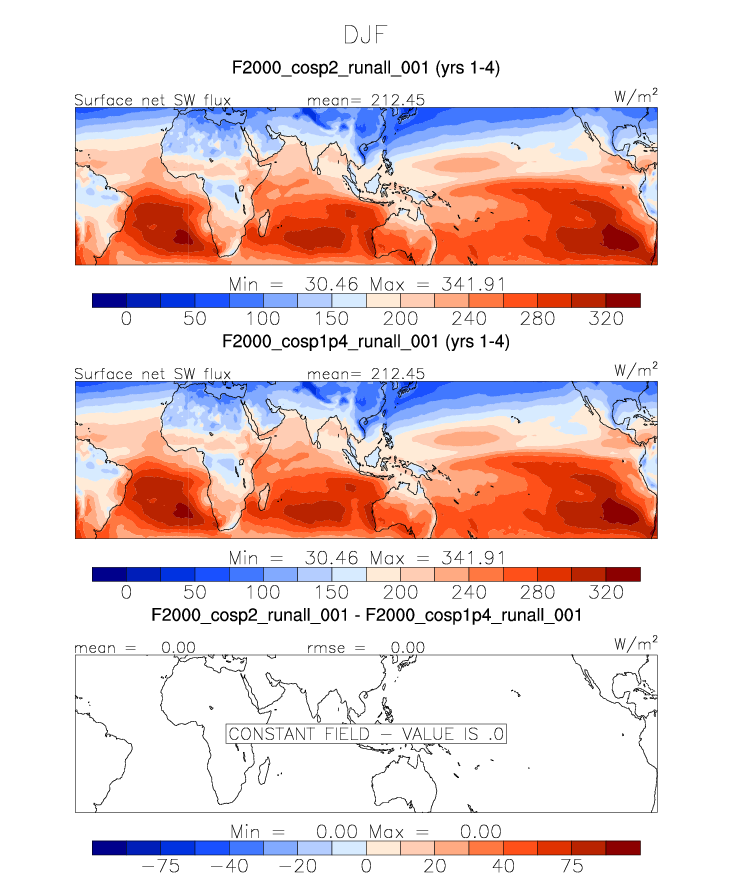 DJF
F2000_cosp2_runall_001 (yrs 1-4)
Surface net SW flux mean= 212.45 W/m²
Min = 30.46 Max = 341.91
0 50 100 150 200 240 280 320
F2000_cosp1p4_runall_001 (yrs 1-4)
Surface net SW flux mean= 212.45 W/m²
Min = 30.46 Max = 341.91
0 50 100 150 200 240 280 320
F2000_cosp2_runall_001 - F2000_cosp1p4_runall_001
mean = 0.00 rmse = 0.00 W/m²
CONSTANT FIELD - VALUE IS .0
Min = 0.00 Max = 0.00
-75 -40 -20 0 20 40 75